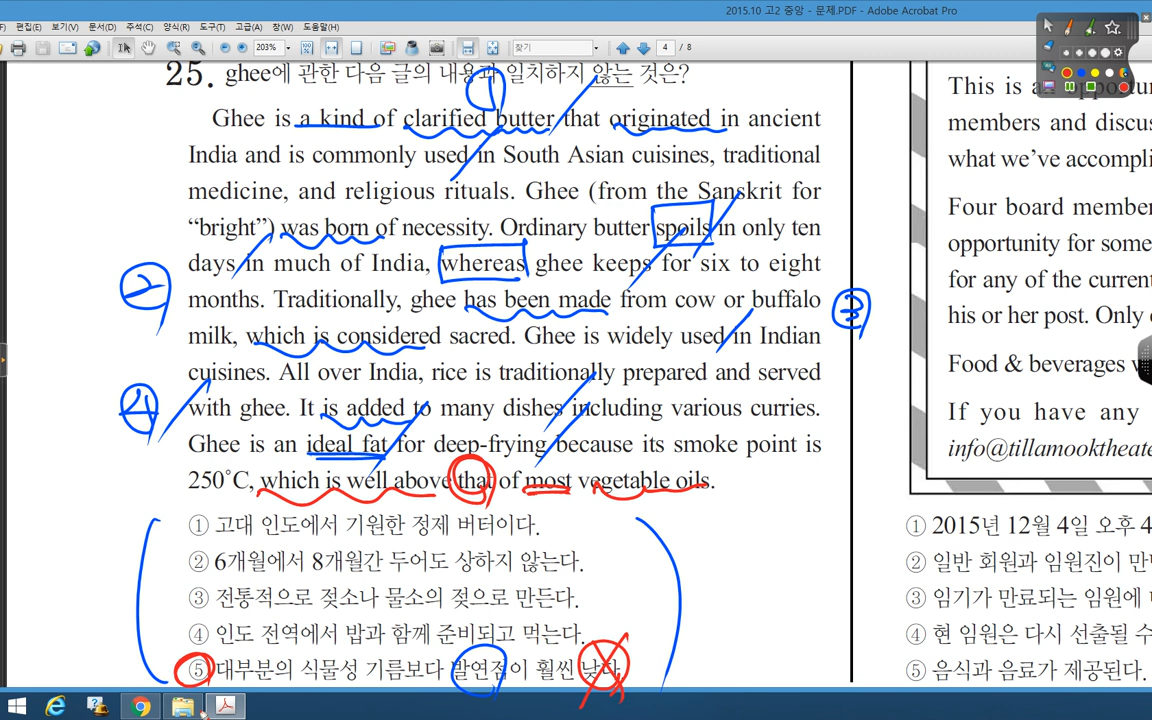 2015.10 고2 중앙 - 문제.PDF - Adobe Acrobat Pro
편집(E) 보기(V) 문서(D) 주석(C) 양식(R) 도구(T) 고급(A) 창(W) 도움말(H)
203% 찾기 4 / 8
25. ghee에 관한 다음 글의 내용과 일치하지 않는 것은?
①
Ghee is a kind of clarified butter that originated in ancient
India and is commonly used in South Asian cuisines, traditional
medicine, and religious rituals. Ghee (from the Sanskrit for
“bright”) was born of necessity. Ordinary butter spoils in only ten
days in much of India, whereas ghee keeps for six to eight
②
months. Traditionally, ghee has been made from cow or buffalo
③
milk, which is considered sacred. Ghee is widely used in Indian
cuisines. All over India, rice is traditionally prepared and served
④
with ghee. It is added to many dishes including various curries.
Ghee is an ideal fat for deep-frying because its smoke point is
250˚C, which is well above that of most vegetable oils.
① 고대 인도에서 기원한 정제 버터이다.
② 6개월에서 8개월간 두어도 상하지 않는다.
③ 전통적으로 젖소나 물소의 젖으로 만든다.
④ 인도 전역에서 밥과 함께 준비되고 먹는다.
⑤ 대부분의 식물성 기름보다 발연점이 훨씬 낮다.
This is an opportu
members and discus
what we’ve accompli
Four board member
opportunity for some
for any of the current
his or her post. Only
Food & beverages w
If you have any
info@tillamooktheate
① 2015년 12월 4일 오후 4
② 일반 회원과 임원진이 만
③ 임기가 만료되는 임원에
④ 현 임원은 다시 선출될 수
⑤ 음식과 음료가 제공된다.